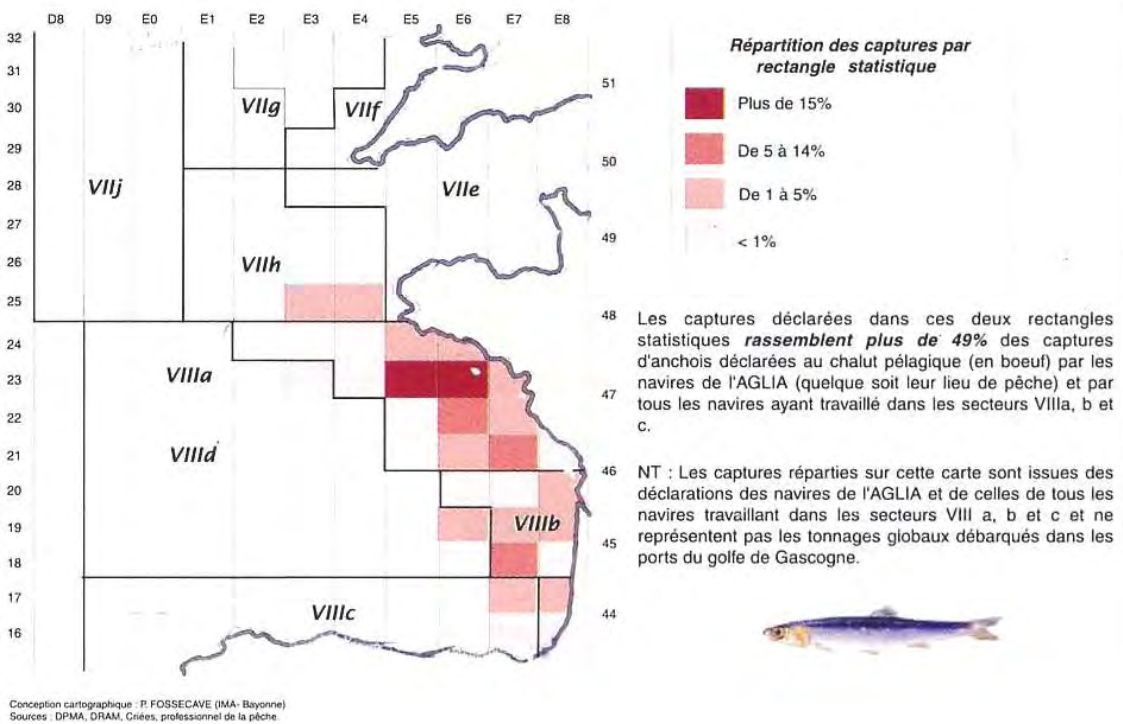 D8 D9 E0 E1 E2 E3 E4 E5 E6 E7 E8
32
31
30
29
28
27
26
25
24
23
22
21
20
19
18
17
16
51
50
49
48
47
46
45
44
VIIg
VIIf
VIIj
VIIe
VIIh
VIIIa
VIIId
VIIIb
VIIIc
Répartition des captures par
rectangle statistique
Plus de 15%
De 5 à 14%
De 1 à 5%
< 1%
Les captures déclarées dans ces deux rectangles
statistiques rassemblent plus de 49% des captures
d'anchois déclarées au chalut pélagique (en boeuf) par les
navires de l'AGLIA (quelque soit leur lieu de pêche) et par
tous les navires ayant travaillé dans les secteurs VIIIa, b et
c.
NT : Les captures réparties sur cette carte sont issues des
déclarations des navires de l'AGLIA et de celles de tous les
navires travaillant dans les secteurs VIII a, b et c et ne
représentent pas les tonnages globaux débarqués dans les
ports du golfe de Gascogne.
Conception cartographique : P. FOSSECAVE (IMA- Bayonne)
Sources : DPMA, DRAM, Criées, professionnel de la pêche.